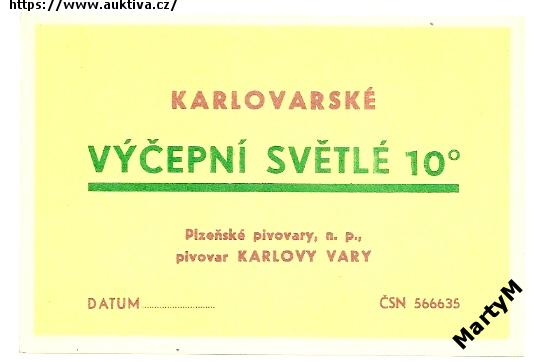 https://www.auktiva.cz/
KARLOVARSKÉ
VÝČEPNÍ SVĚTLÉ 10°
Plzeňské pivovary, n. p.,
pivovar KARLOVY VARY
DATUM....................
ČSN 566635
MartyM